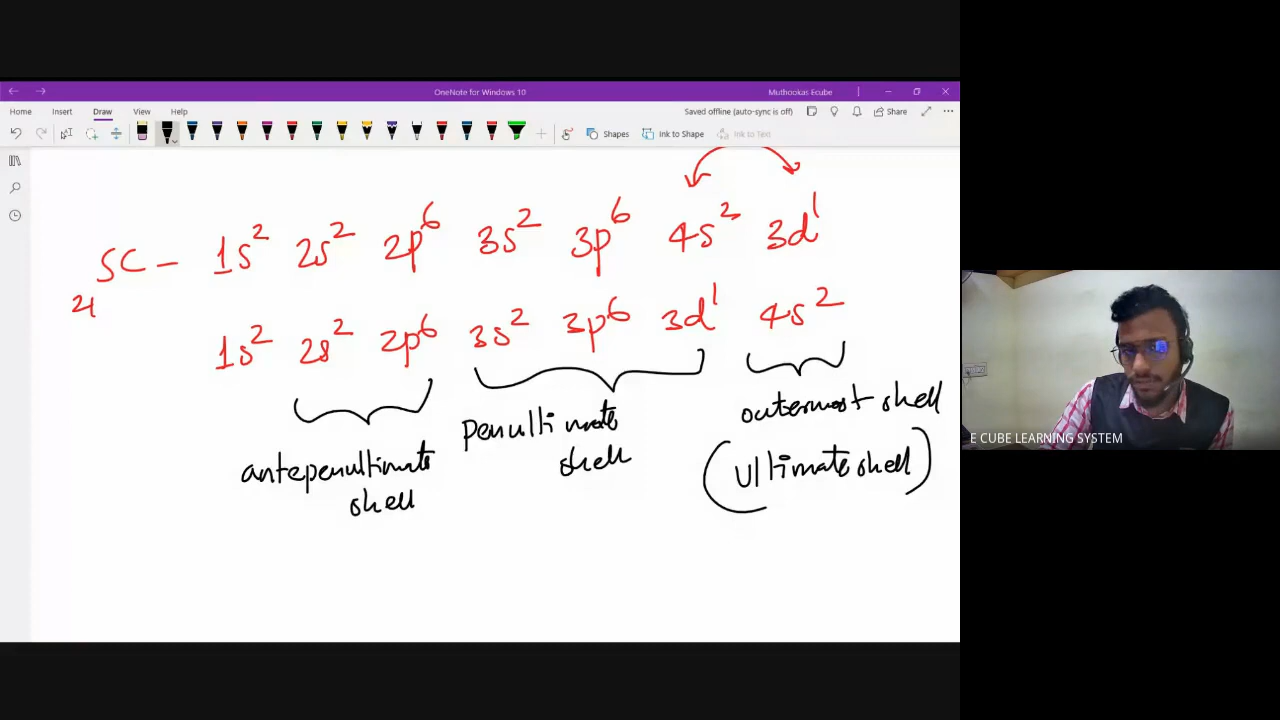 OneNote for Windows 10
Muthookas Ecube
Home Insert Draw View Help
Saved offline (auto-sync is off)
Share
Shapes
Ink to Shape
Ink to Text
21SC – 1s² 2s² 2p⁶ 3s² 3p⁶ 4s² 3d¹
1s² 2s² 2p⁶ 3s² 3p⁶ 3d¹ 4s²
antepenultimate
shell
Penultimate
shell
outermost shell
(Ultimate shell)
E CUBE LEARNING SYSTEM